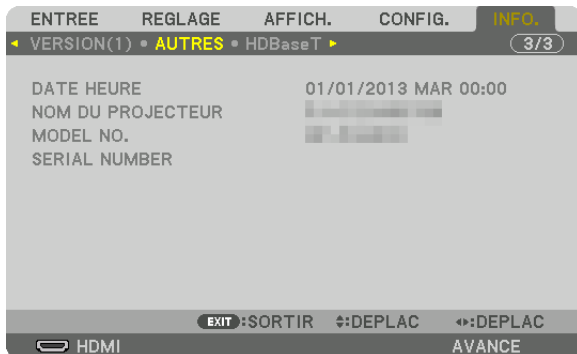 ENTREE REGLAGE AFFICH. CONFIG. INFO.
VERSION(1) • AUTRES • HDBaseT 3/3
DATE HEURE 01/01/2013 MAR 00:00
NOM DU PROJECTEUR
MODEL NO.
SERIAL NUMBER
EXIT :SORTIR :DEPLAC :DEPLAC
HDMI AVANCE